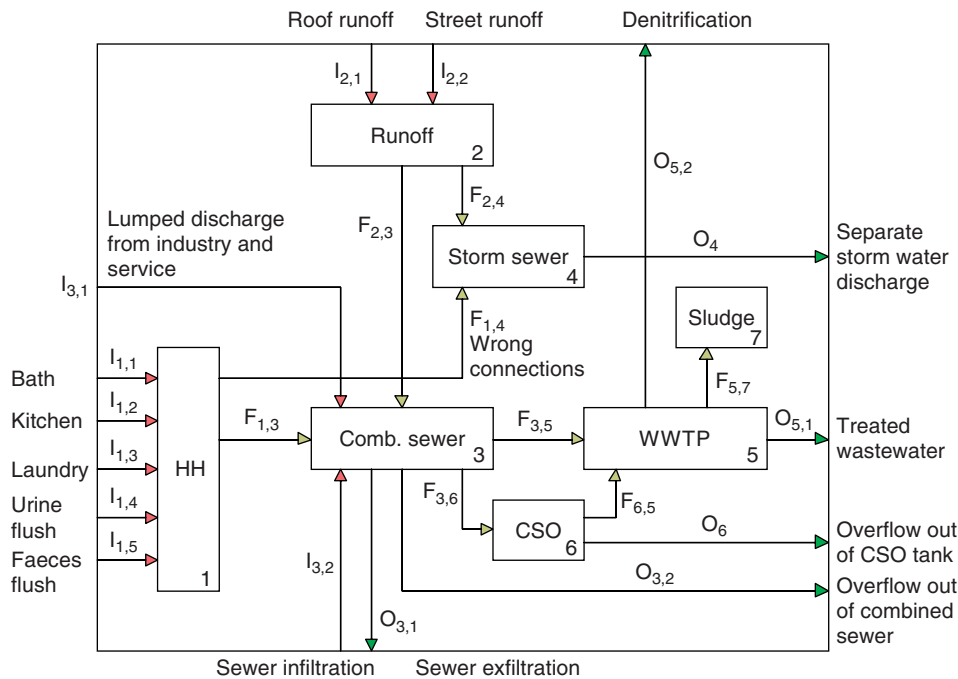 Roof runoff
Street runoff
Denitrification
I2,1
I2,2
Runoff
2
O5,2
F2,4
Lumped discharge
from industry and
service
F2,3
Storm sewer
4
O4
Separate
storm water
discharge
I3,1
F1,4
Wrong
connections
Sludge
7
F5,7
Bath
I1,1
Kitchen
I1,2
Laundry
I1,3
Urine
flush
I1,4
Faeces
flush
I1,5
HH
1
F1,3
Comb. sewer
3
F3,5
WWTP
5
O5,1
Treated
wastewater
F3,6
CSO
6
F6,5
O6
Overflow out
of CSO tank
I3,2
O3,1
O3,2
Overflow out
of combined
sewer
Sewer infiltration
Sewer exfiltration